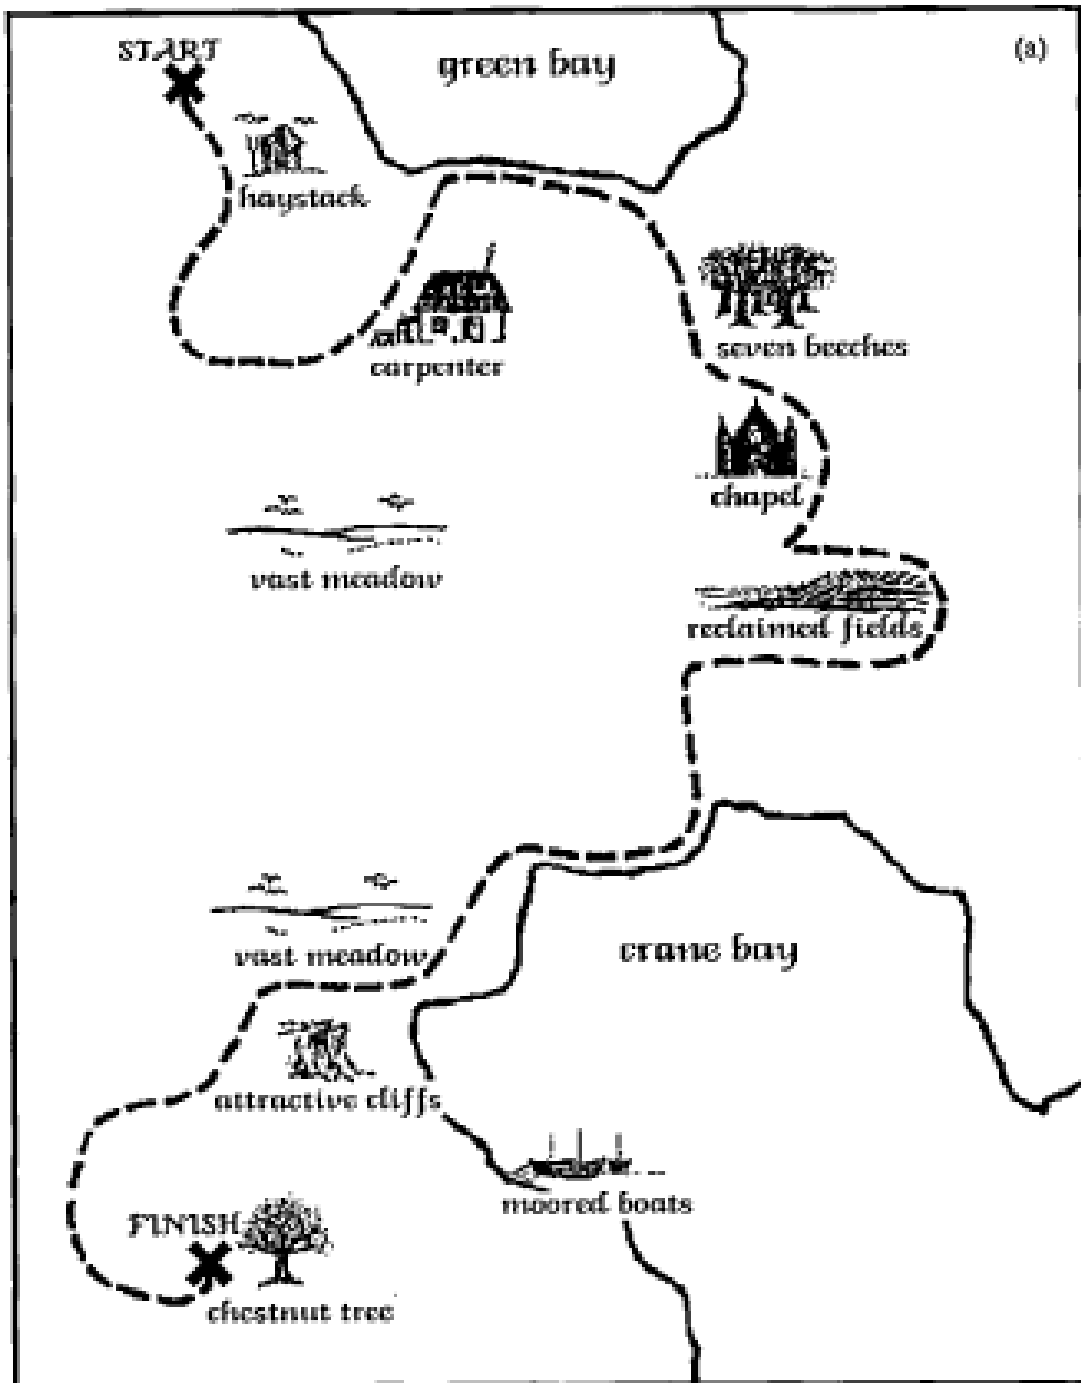 START
green bay
(a)
haystack
carpenter
seven beeches
chapel
vast meadow
reclaimed fields
vast meadow
crane bay
attractive cliffs
moored boats
FINISH
chestnut tree